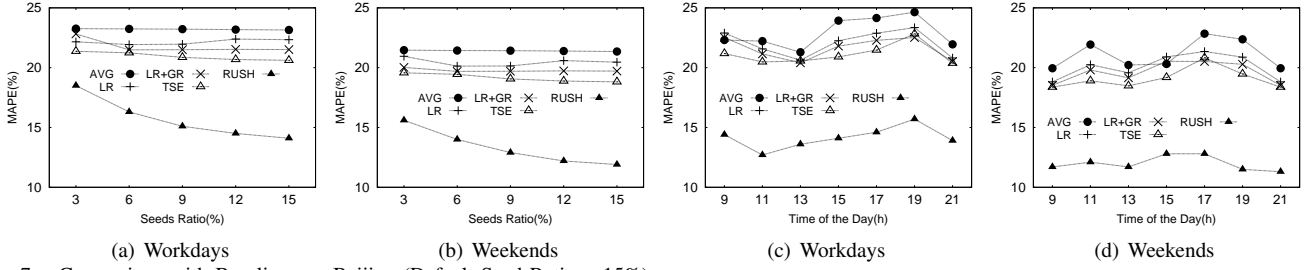 25
20
15
10
MAPE(%)
AVG LR+GR RUSH
LR TSE
3 6 9 12 15
Seeds Ratio(%)
(a) Workdays
25
20
15
10
MAPE(%)
AVG LR+GR RUSH
LR TSE
3 6 9 12 15
Seeds Ratio(%)
(b) Weekends
25
20
15
10
MAPE(%)
AVG LR+GR RUSH
LR TSE
9 11 13 15 17 19 21
Time of the Day(h)
(c) Workdays
25
20
15
10
MAPE(%)
AVG LR+GR RUSH
LR TSE
9 11 13 15 17 19 21
Time of the Day(h)
(d) Weekends
7. Comparison with Baselines Beijing (Default Seed Ratio = 15%)